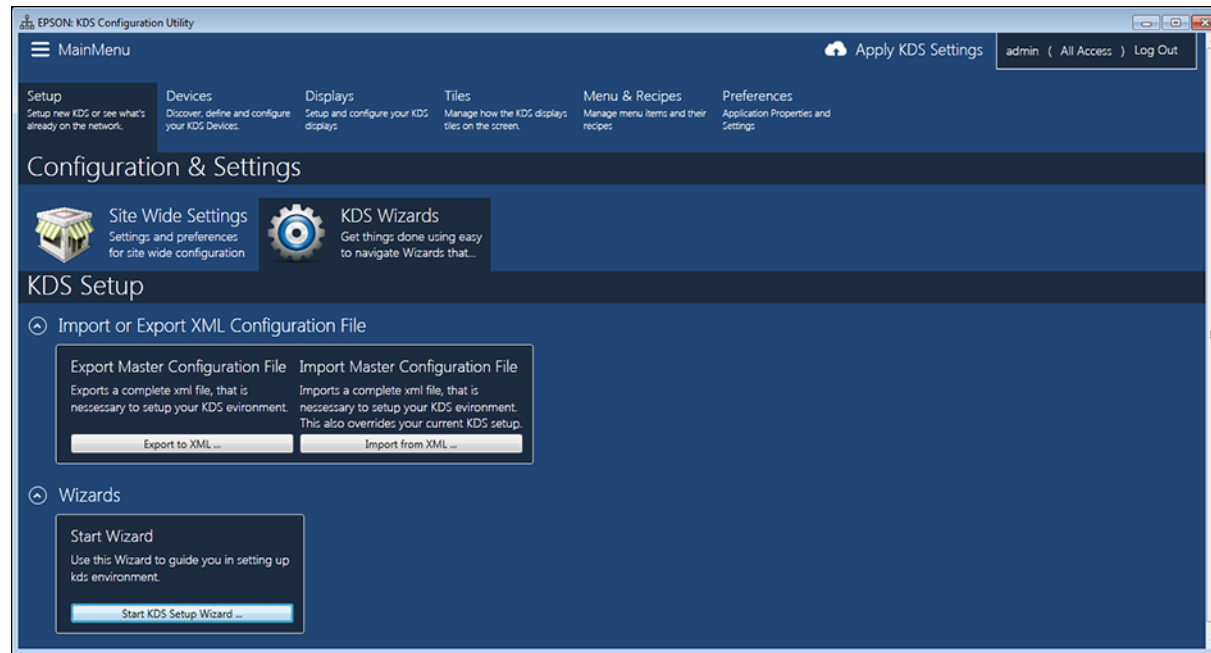 EPSON: KDS Configuration Utility
MainMenu
Apply KDS Settings
admin ( All Access ) Log Out
Setup
Setup new KDS or see what's
already on the network.
Devices
Discover, define and configure
your KDS Devices.
Displays
Setup and configure your KDS
displays
Tiles
Manage how the KDS displays
tiles on the screen.
Menu & Recipes
Manage menu items and their
recipes
Preferences
Application Properties and
Settings
Configuration & Settings
Site Wide Settings
Settings and preferences
for site wide configuration
KDS Wizards
Get things done using easy
to navigate Wizards that...
KDS Setup
Import or Export XML Configuration File
Export Master Configuration File
Exports a complete xml file, that is
nessessary to setup your KDS evironment.
Export to XML ...
Import Master Configuration File
Imports a complete xml file, that is
nessessary to setup your KDS evironment.
This also overrides your current KDS setup.
Import from XML ...
Wizards
Start Wizard
Use this Wizard to guide you in setting up
kds environment.
Start KDS Setup Wizard ...